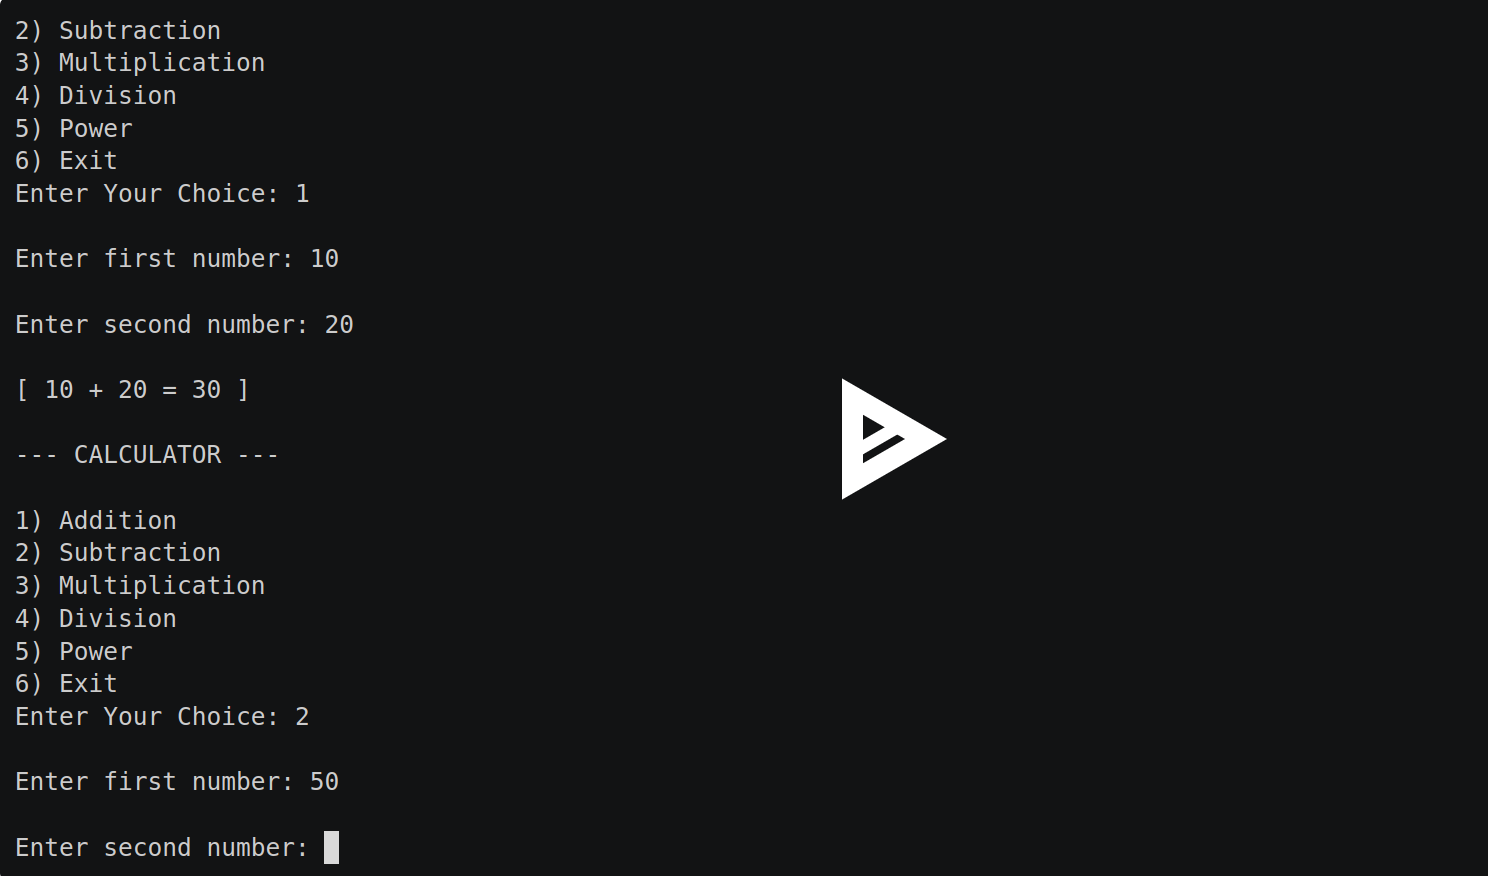 2) Subtraction
3) Multiplication
4) Division
5) Power
6) Exit
Enter Your Choice: 1
Enter first number: 10
Enter second number: 20
[ 10 + 20 = 30 ]
--- CALCULATOR ---
1) Addition
2) Subtraction
3) Multiplication
4) Division
5) Power
6) Exit
Enter Your Choice: 2
Enter first number: 50
Enter second number: